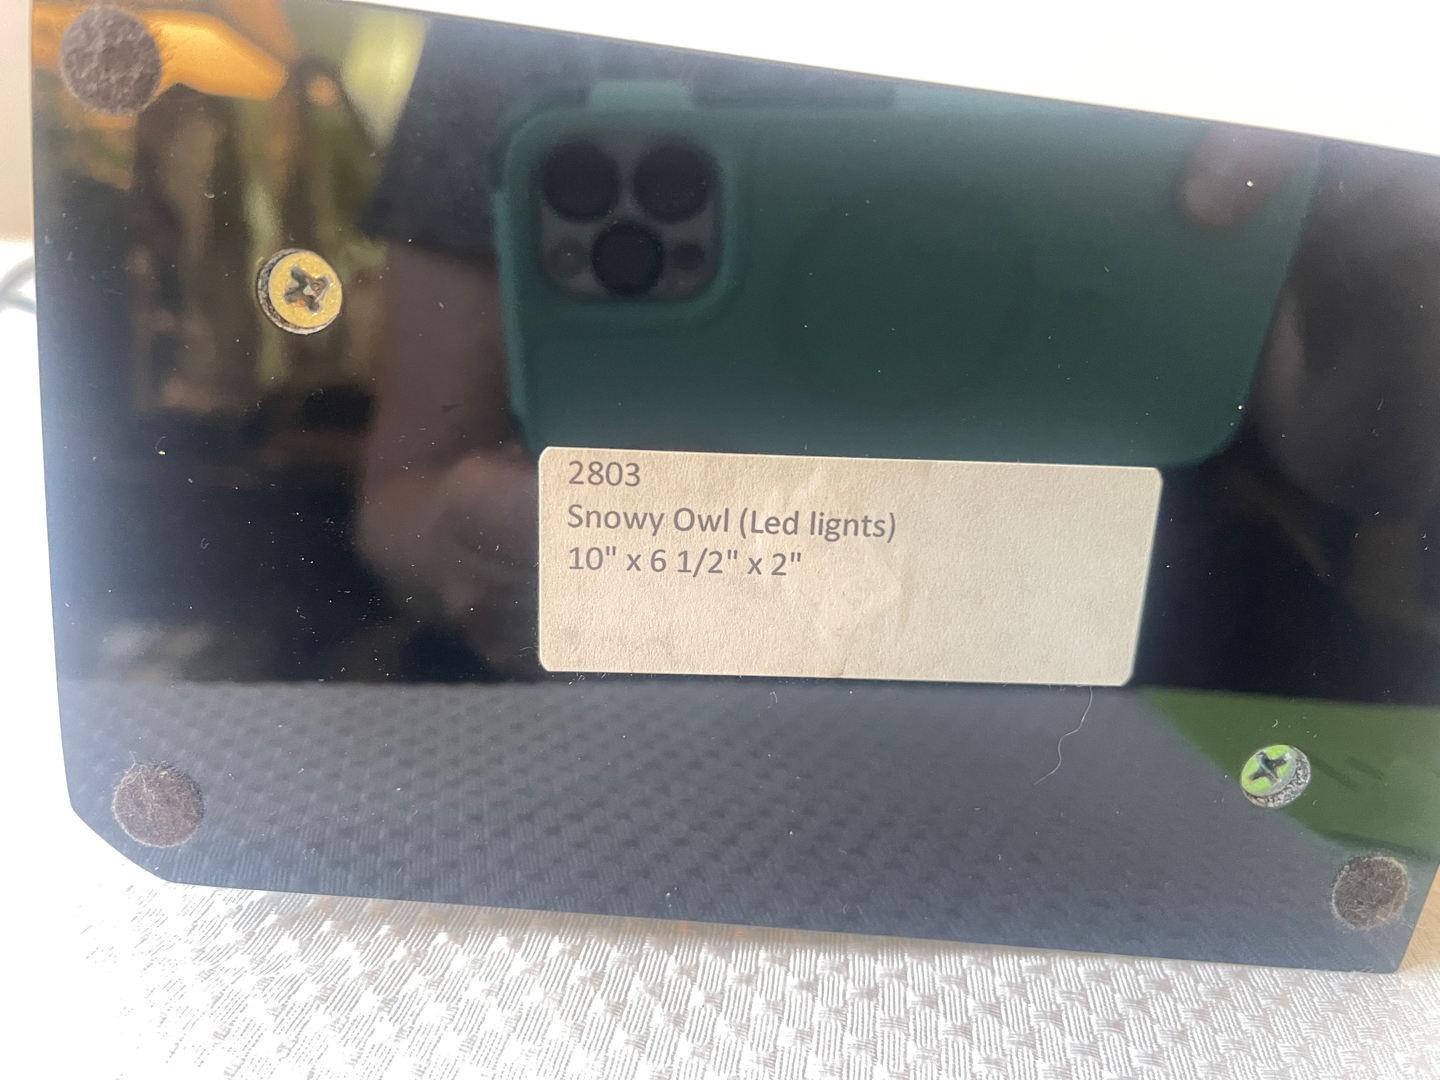 2803
Snowy Owl (Led lignts)
10" x 6 1/2" x 2"